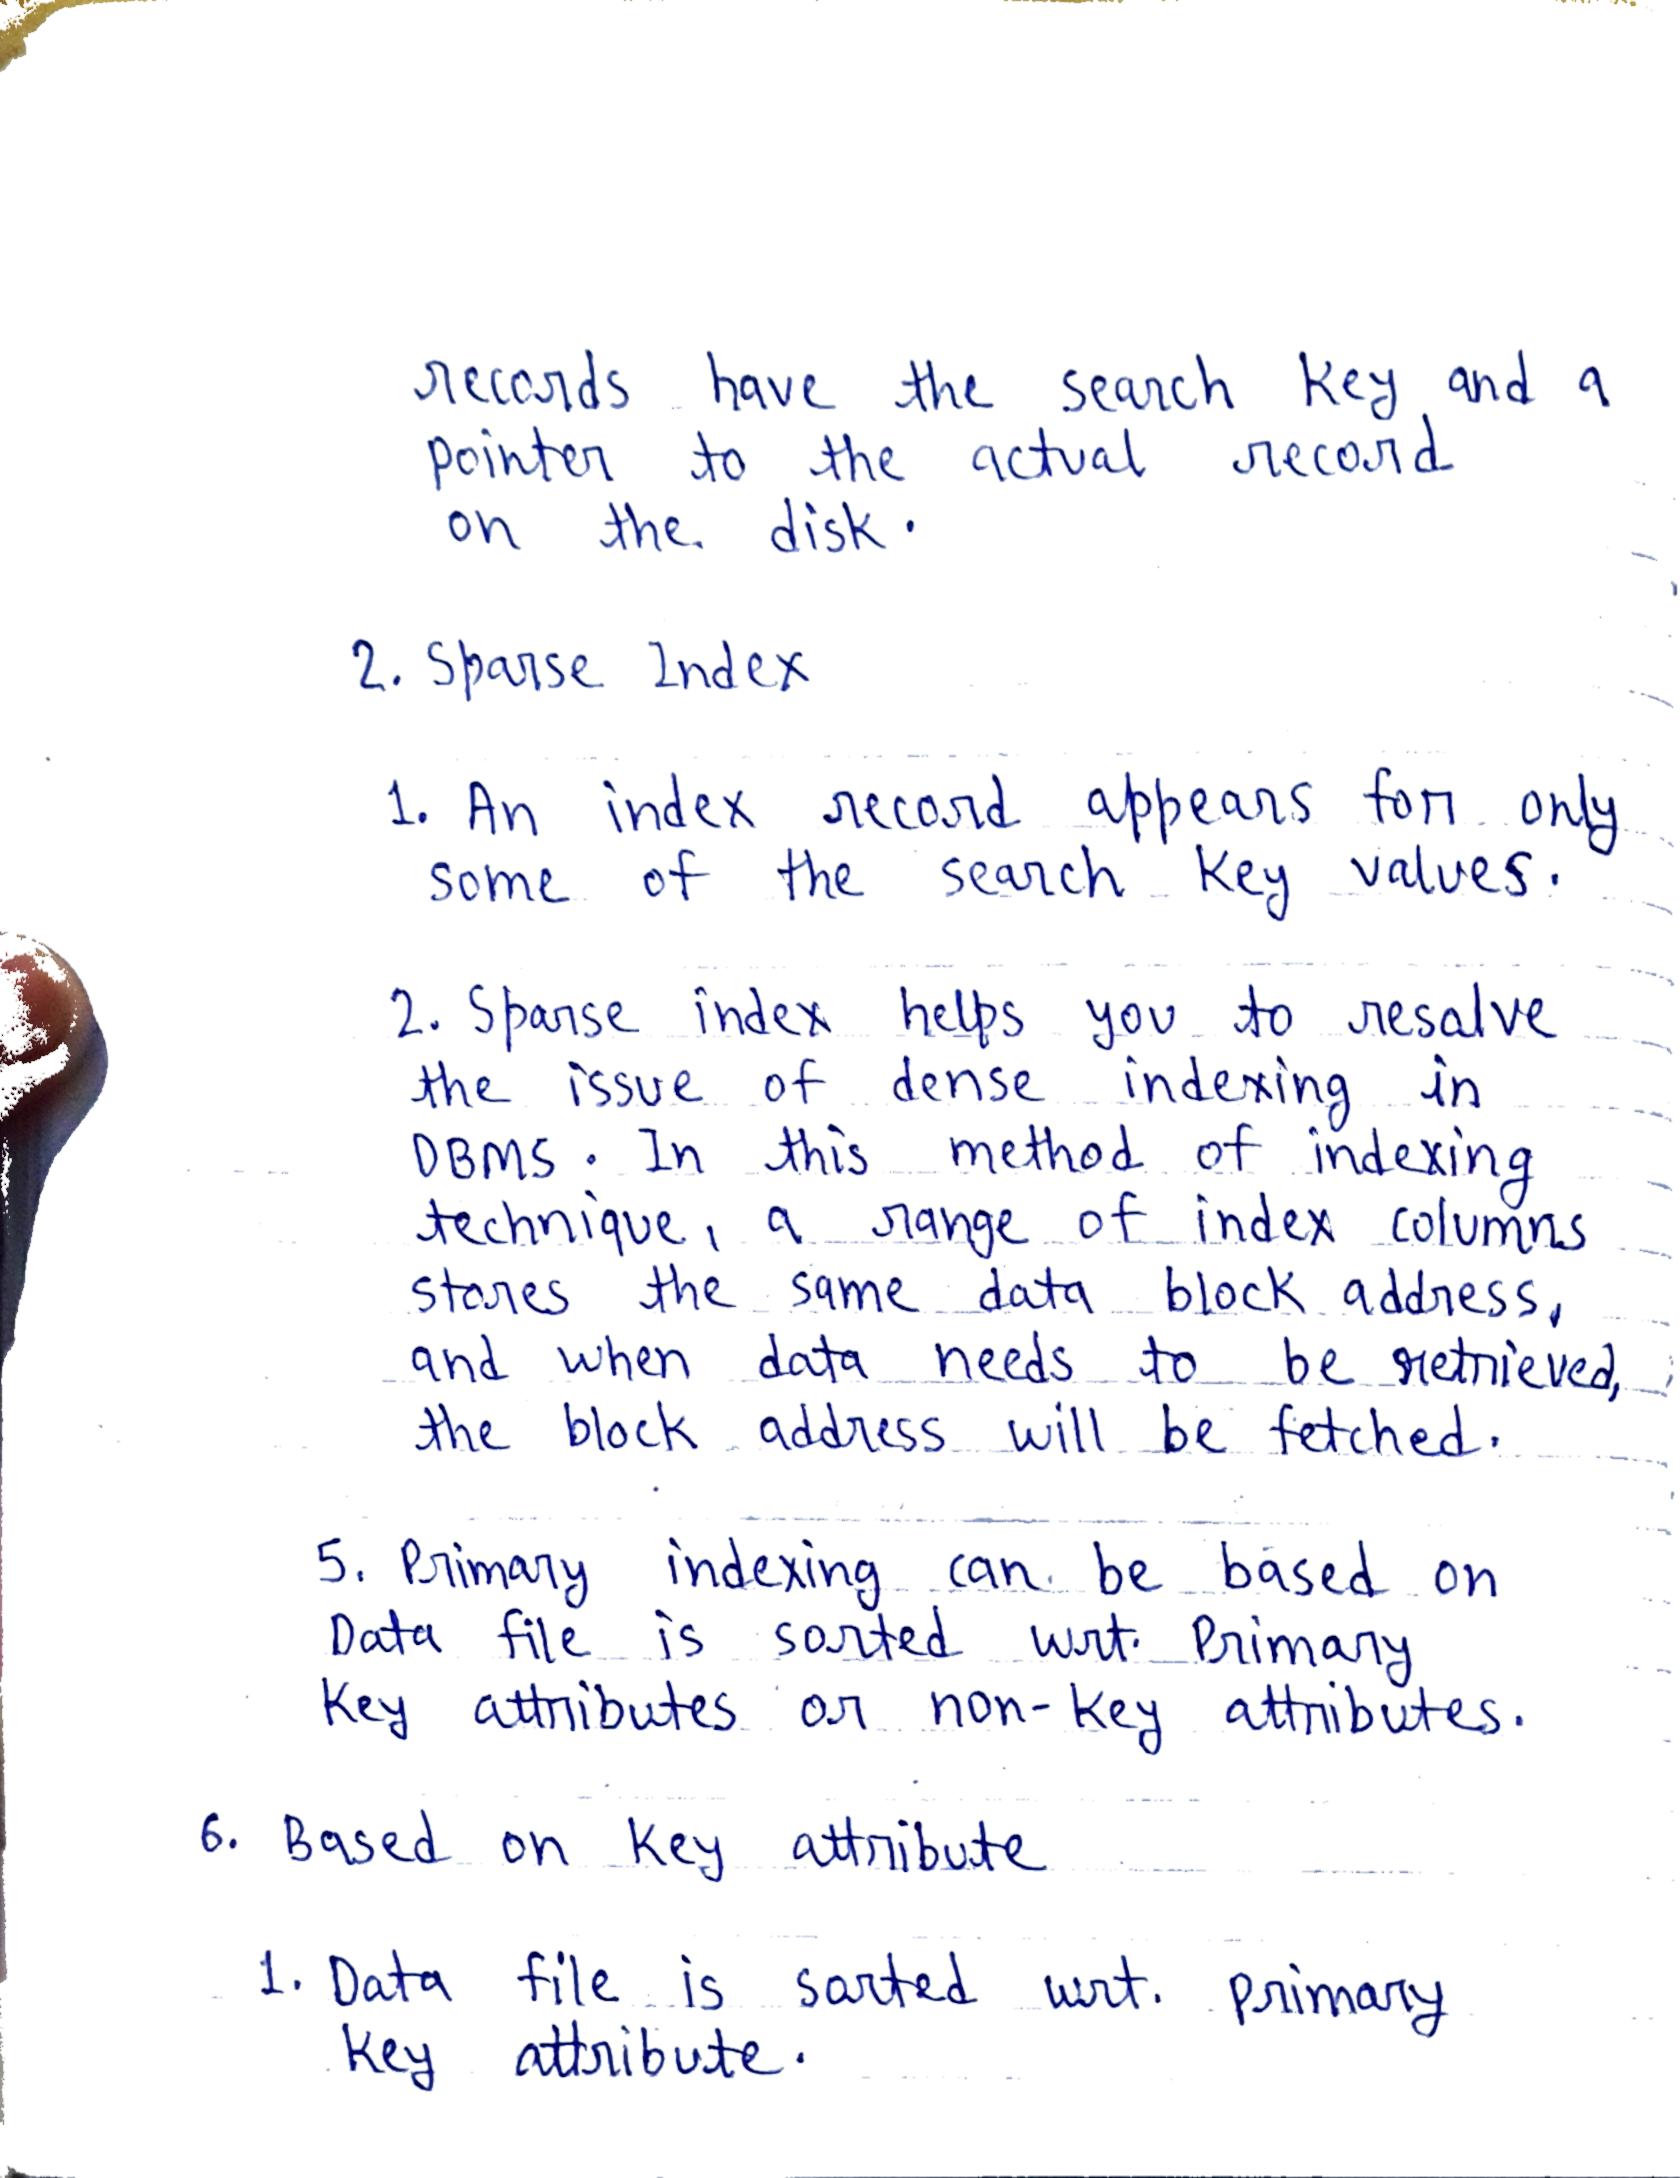 records have the search key and a
pointer to the actual record
on the disk.
2. Sparse Index
1. An index record appears for only
some of the search key values.
2. Sparse index helps you to resolve
the issue of dense indexing in
DBMS. In this method of indexing
technique, a range of index columns
stores the same data block address,
and when data needs to be retrieved,
the block address will be fetched.
5. Primary indexing can be based on
Data file is sorted wrt. Primary
Key attributes or non-key attributes.
6. Based on Key attribute
1. Data file is sorted wrt. primary
key attribute.